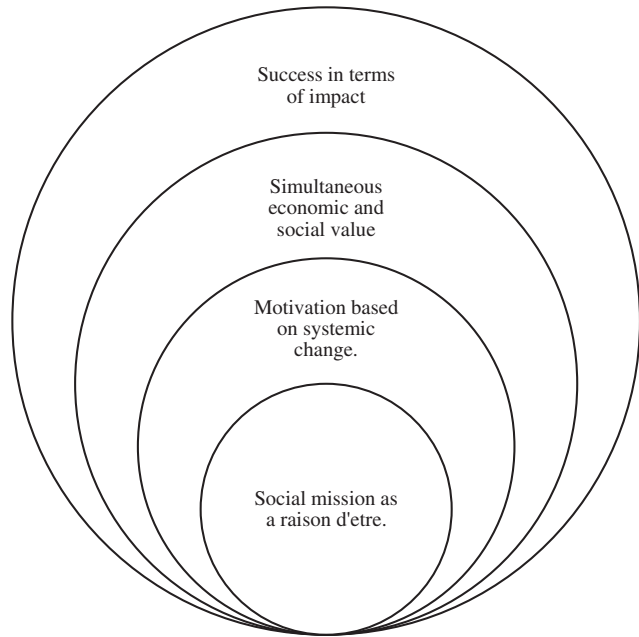 Success in terms
of impact
Simultaneous
economic and
social value
Motivation based
on systemic
change.
Social mission as
a raison d'etre.